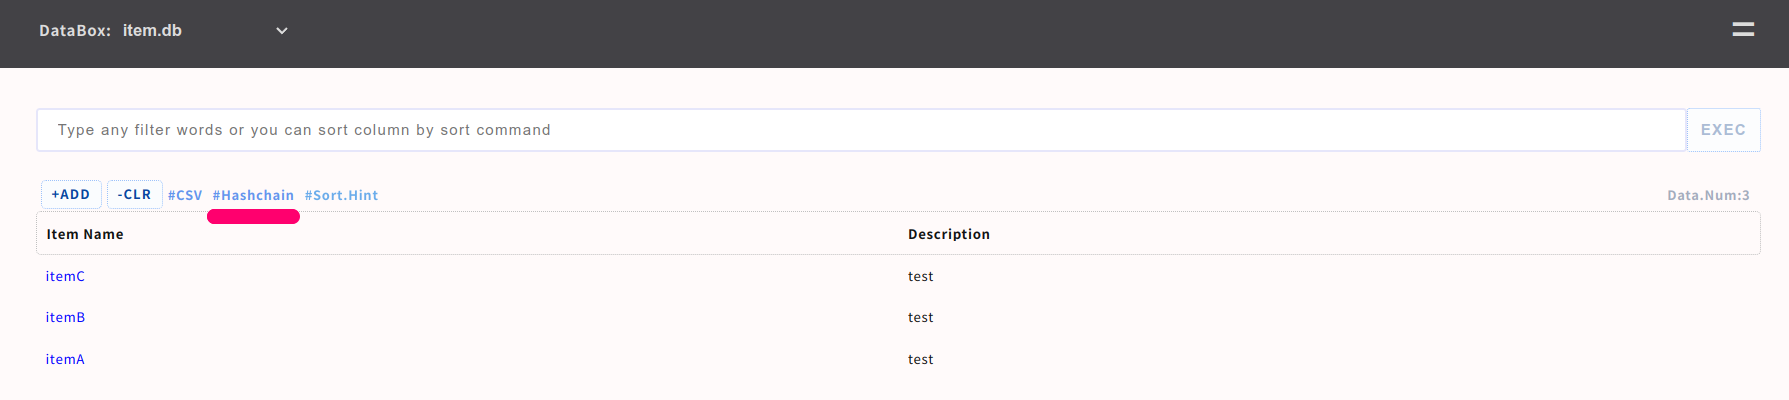 DataBox: item.db
Type any filter words or you can sort column by sort command EXEC
+ADD -CLR #CSV #Hashchain #Sort.Hint Data.Num:3
Item Name Description
itemC test
itemB test
itemA test